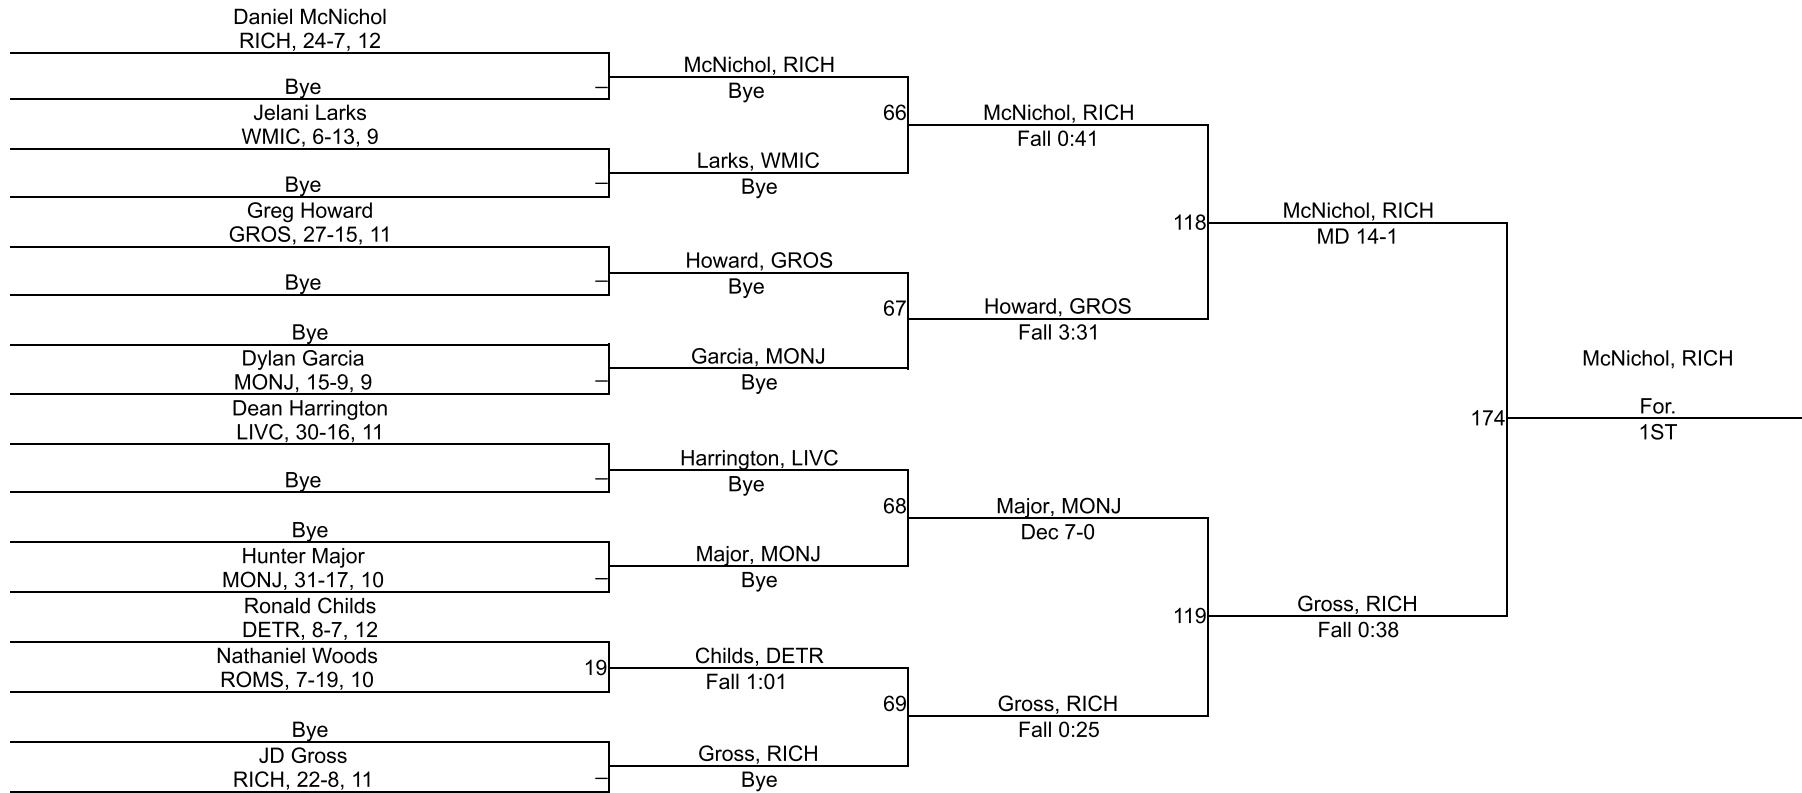 Daniel McNichol
RICH, 24-7, 12
Bye
Jelani Larks
WMIC, 6-13, 9
Bye
Greg Howard
GROS, 27-15, 11
Bye
Bye
Dylan Garcia
MONJ, 15-9, 9
Dean Harrington
LIVC, 30-16, 11
Bye
Bye
Hunter Major
MONJ, 31-17, 10
Ronald Childs
DETR, 8-7, 12
Nathaniel Woods
ROMS, 7-19, 10
19
Bye
JD Gross
RICH, 22-8, 11
McNichol, RICH
Bye
66
Larks, WMIC
Bye
Howard, GROS
Bye
67
Garcia, MONJ
Bye
Harrington, LIVC
Bye
68
Major, MONJ
Bye
Childs, DETR
Fall 1:01
69
Gross, RICH
Bye
McNichol, RICH
Fall 0:41
118
Howard, GROS
Fall 3:31
Major, MONJ
Dec 7-0
119
Gross, RICH
Fall 0:25
McNichol, RICH
MD 14-1
174
Gross, RICH
Fall 0:38
McNichol, RICH
For.
1ST